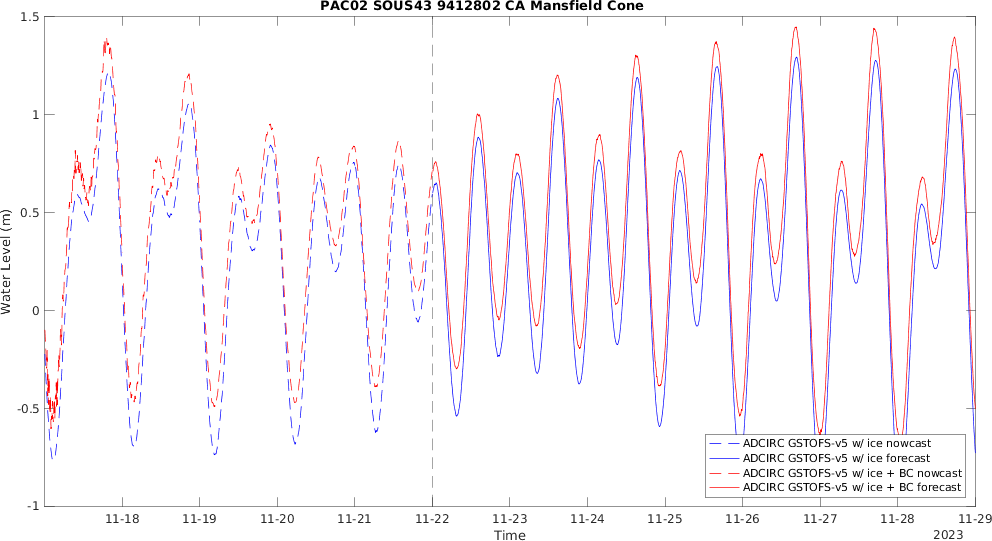 PAC02 SOUS43 9412802 CA Mansfield Cone
Water Level (m)
1.5
1
0.5
0
-0.5
-1
ADCIRC GSTOFS-v5 w/ ice nowcast
ADCIRC GSTOFS-v5 w/ ice forecast
ADCIRC GSTOFS-v5 w/ ice + BC nowcast
ADCIRC GSTOFS-v5 w/ ice + BC forecast
11-18 11-19 11-20 11-21 11-22 11-23 11-24 11-25 11-26 11-27 11-28 11-29
Time
2023